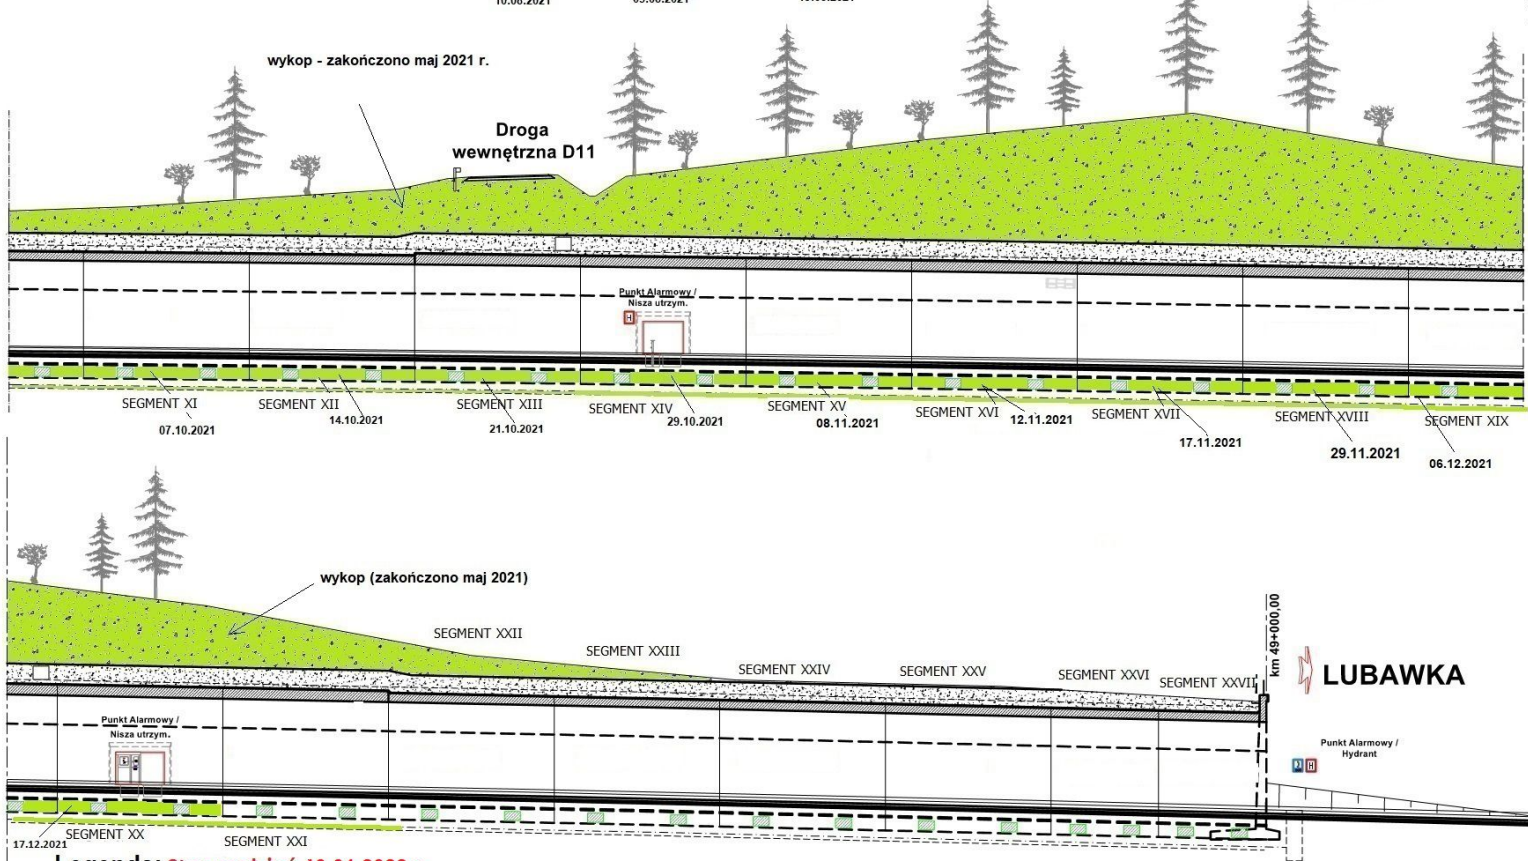 10.08.2021
wykop - zakończono maj 2021 r.
Droga
wewnętrzna D11
Punkt Alarmowy /
Nisza utrzym.
H
SEGMENT XI
SEGMENT XII
SEGMENT XIII
SEGMENT XIV
SEGMENT XV
SEGMENT XVI
SEGMENT XVII
SEGMENT XVIII
SEGMENT XIX
07.10.2021
14.10.2021
21.10.2021
29.10.2021
08.11.2021
12.11.2021
17.11.2021
29.11.2021
06.12.2021
wykop (zakończono maj 2021)
SEGMENT XXII
SEGMENT XXIII
SEGMENT XXIV
SEGMENT XXV
SEGMENT XXVI
SEGMENT XXVII
km 49+000,00
LUBAWKA
Punkt Alarmowy /
Nisza utrzym.
Punkt Alarmowy /
Hydrant
H
17.12.2021
SEGMENT XX
SEGMENT XXI